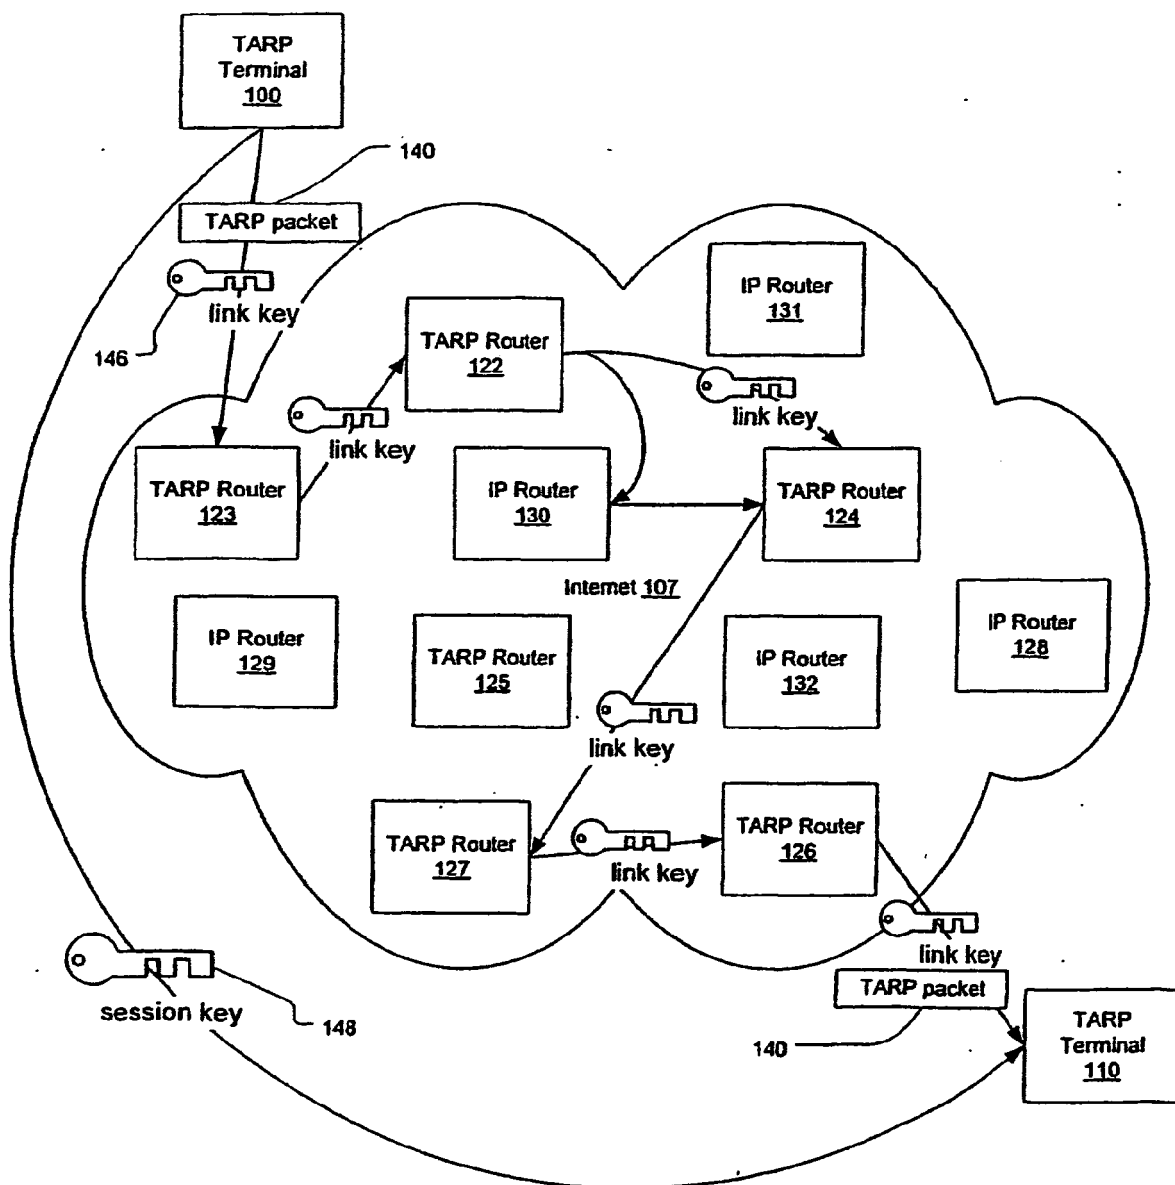 TARP
Terminal
100
140
TARP packet
link key
146
IP Router
131
TARP Router
122
link key
link key
TARP Router
123
IP Router
130
TARP Router
124
Internet 107
IP Router
129
TARP Router
125
IP Router
132
IP Router
128
link key
TARP Router
127
link key
TARP Router
126
link key
session key
148
TARP packet
140
TARP
Terminal
110